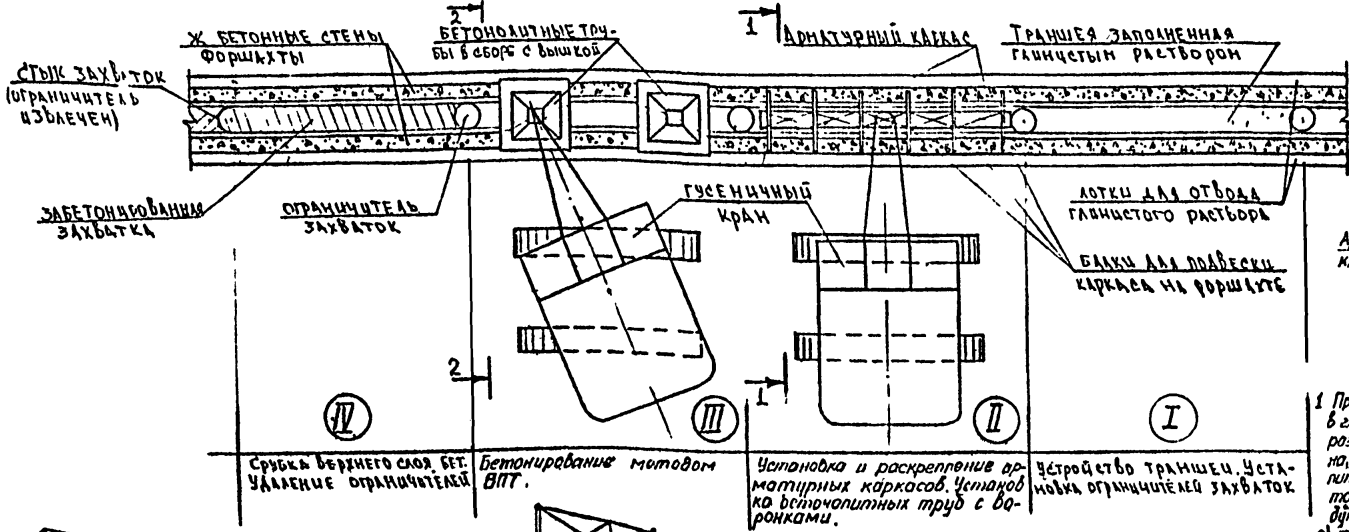 2
1
Ж. БЕТОННЫЕ СТЕНЫ
ФОРШАХТЫ
БЕТОНОЛИТНЫЕ ТРУ-
БЫ В СБОРЕ С ВЫШКОЙ
АРМАТУРНЫЙ КАРКАС
ТРАНШЕЯ ЗАПОЛНЕННАЯ
ГЛИНИСТЫМ РАСТВОРОМ
СТЫК ЗАХВАТОК
(ОГРАНИЧИТЕЛЬ
ИЗВЛЕЧЕН)
ЗАБЕТОНИРОВАННАЯ
ЗАХВАТКА
ОГРАНИЧИТЕЛЬ
ЗАХВАТОК
ГУСЕНИЧНЫЙ
КРАН
ЛОТКИ ДЛЯ ОТВОДА
ГЛИНИСТОГО РАСТВОРА
БАЛКИ ДЛЯ ПОДВЕСКИ
КАРКАСА НА ФОРШАХТЕ
2
1
IV
III
II
I
СРУБКА ВЕРХНЕГО СЛОЯ БЕТ.
УДАЛЕНИЕ ОГРАНИЧИТЕЛЕЙ
Бетонирование методом
ВПТ.
Установка и раскрепление ар-
матурных каркасов. Установ
ка бетонолитных труб с во-
ронками.
УСТРОЙСТВО ТРАНШЕИ. УСТА-
НОВКА ОГРАНИЧИТЕЛЕЙ ЗАХВАТОК
1